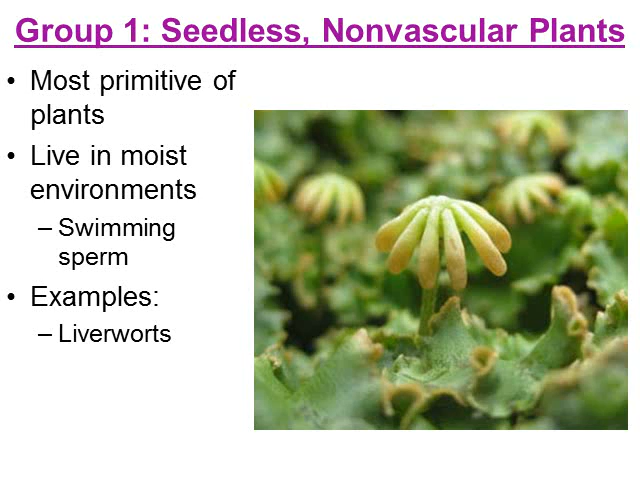 Group 1: Seedless, Nonvascular Plants
• Most primitive of
plants
• Live in moist
environments
– Swimming
sperm
• Examples:
– Liverworts